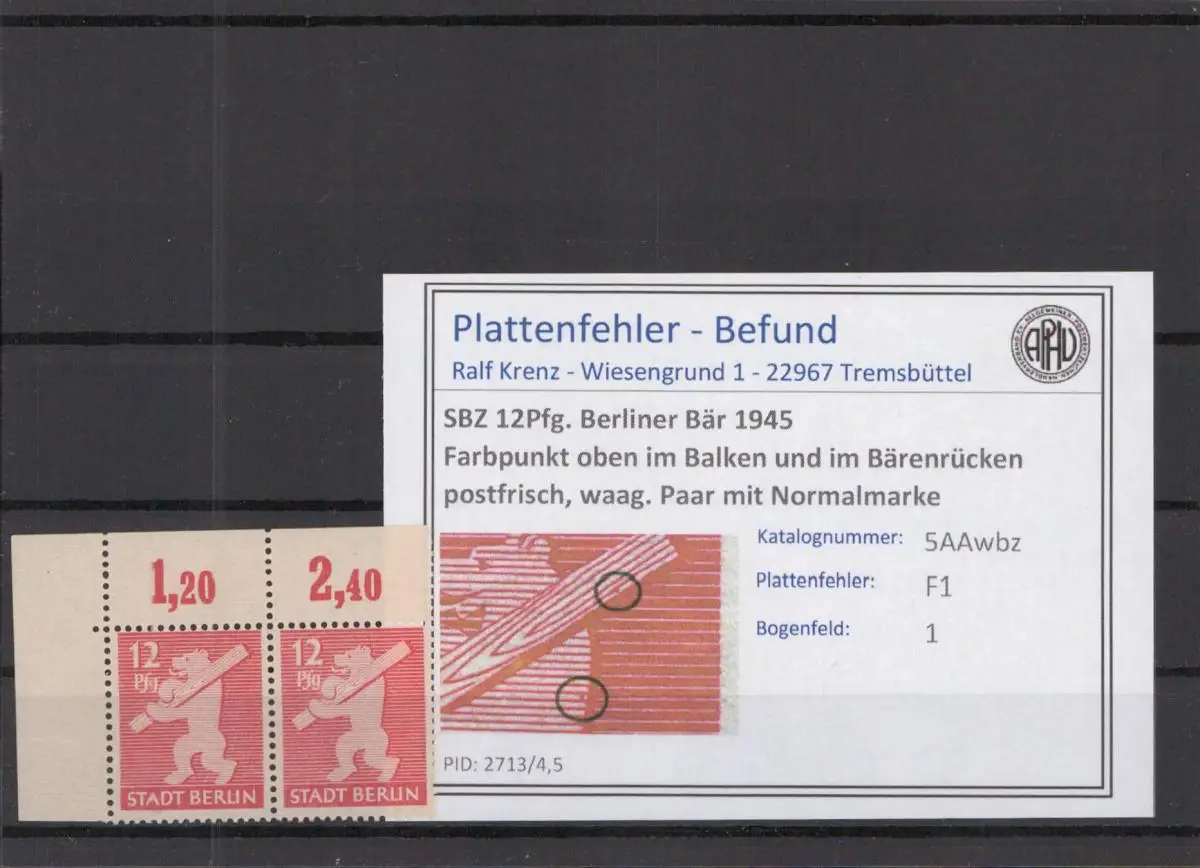 Plattenfehler - Befund
Ralf Krenz - Wiesengrund 1 - 22967 Tremsbüttel
APHV
SBZ 12Pfg. Berliner Bär 1945
Farbpunkt oben im Balken und im Bärenrücken
postfrisch, waag. Paar mit Normalmarke
Katalognummer: 5AAwbz
Plattenfehler: F1
Bogenfeld: 1
PID: 2713/4,5
1,20 2,40
12 12
Pfg Pfg
STADT BERLIN STADT BERLIN